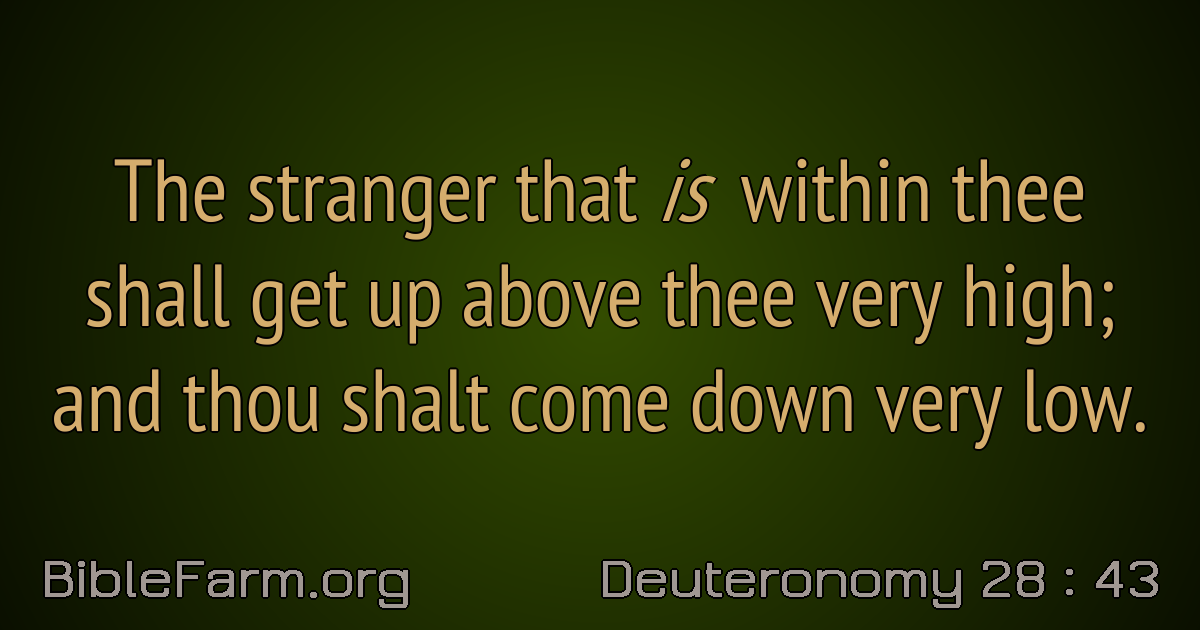 The stranger that is within thee
shall get up above thee very high;
and thou shalt come down very low.
BibleFarm.org
Deuteronomy 28 : 43